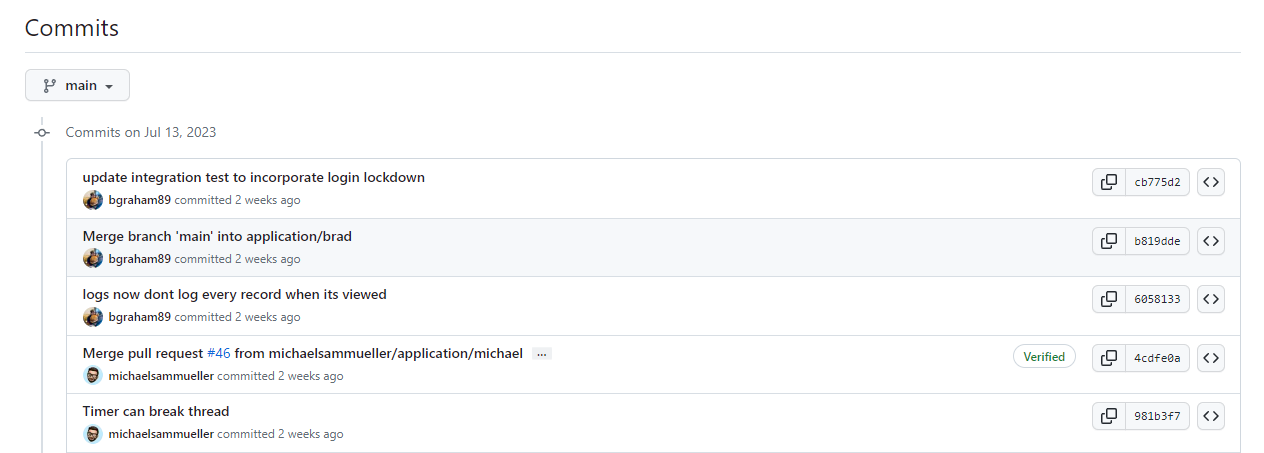 Commits
main
Commits on Jul 13, 2023
update integration test to incorporate login lockdown
bgraham89 committed 2 weeks ago
cb775d2
Merge branch 'main' into application/brad
bgraham89 committed 2 weeks ago
b819dde
logs now dont log every record when its viewed
bgraham89 committed 2 weeks ago
6058133
Merge pull request #46 from michaelsammueller/application/michael ...
michaelsammueller committed 2 weeks ago
Verified
4cdfe0a
Timer can break thread
michaelsammueller committed 2 weeks ago
981b3f7